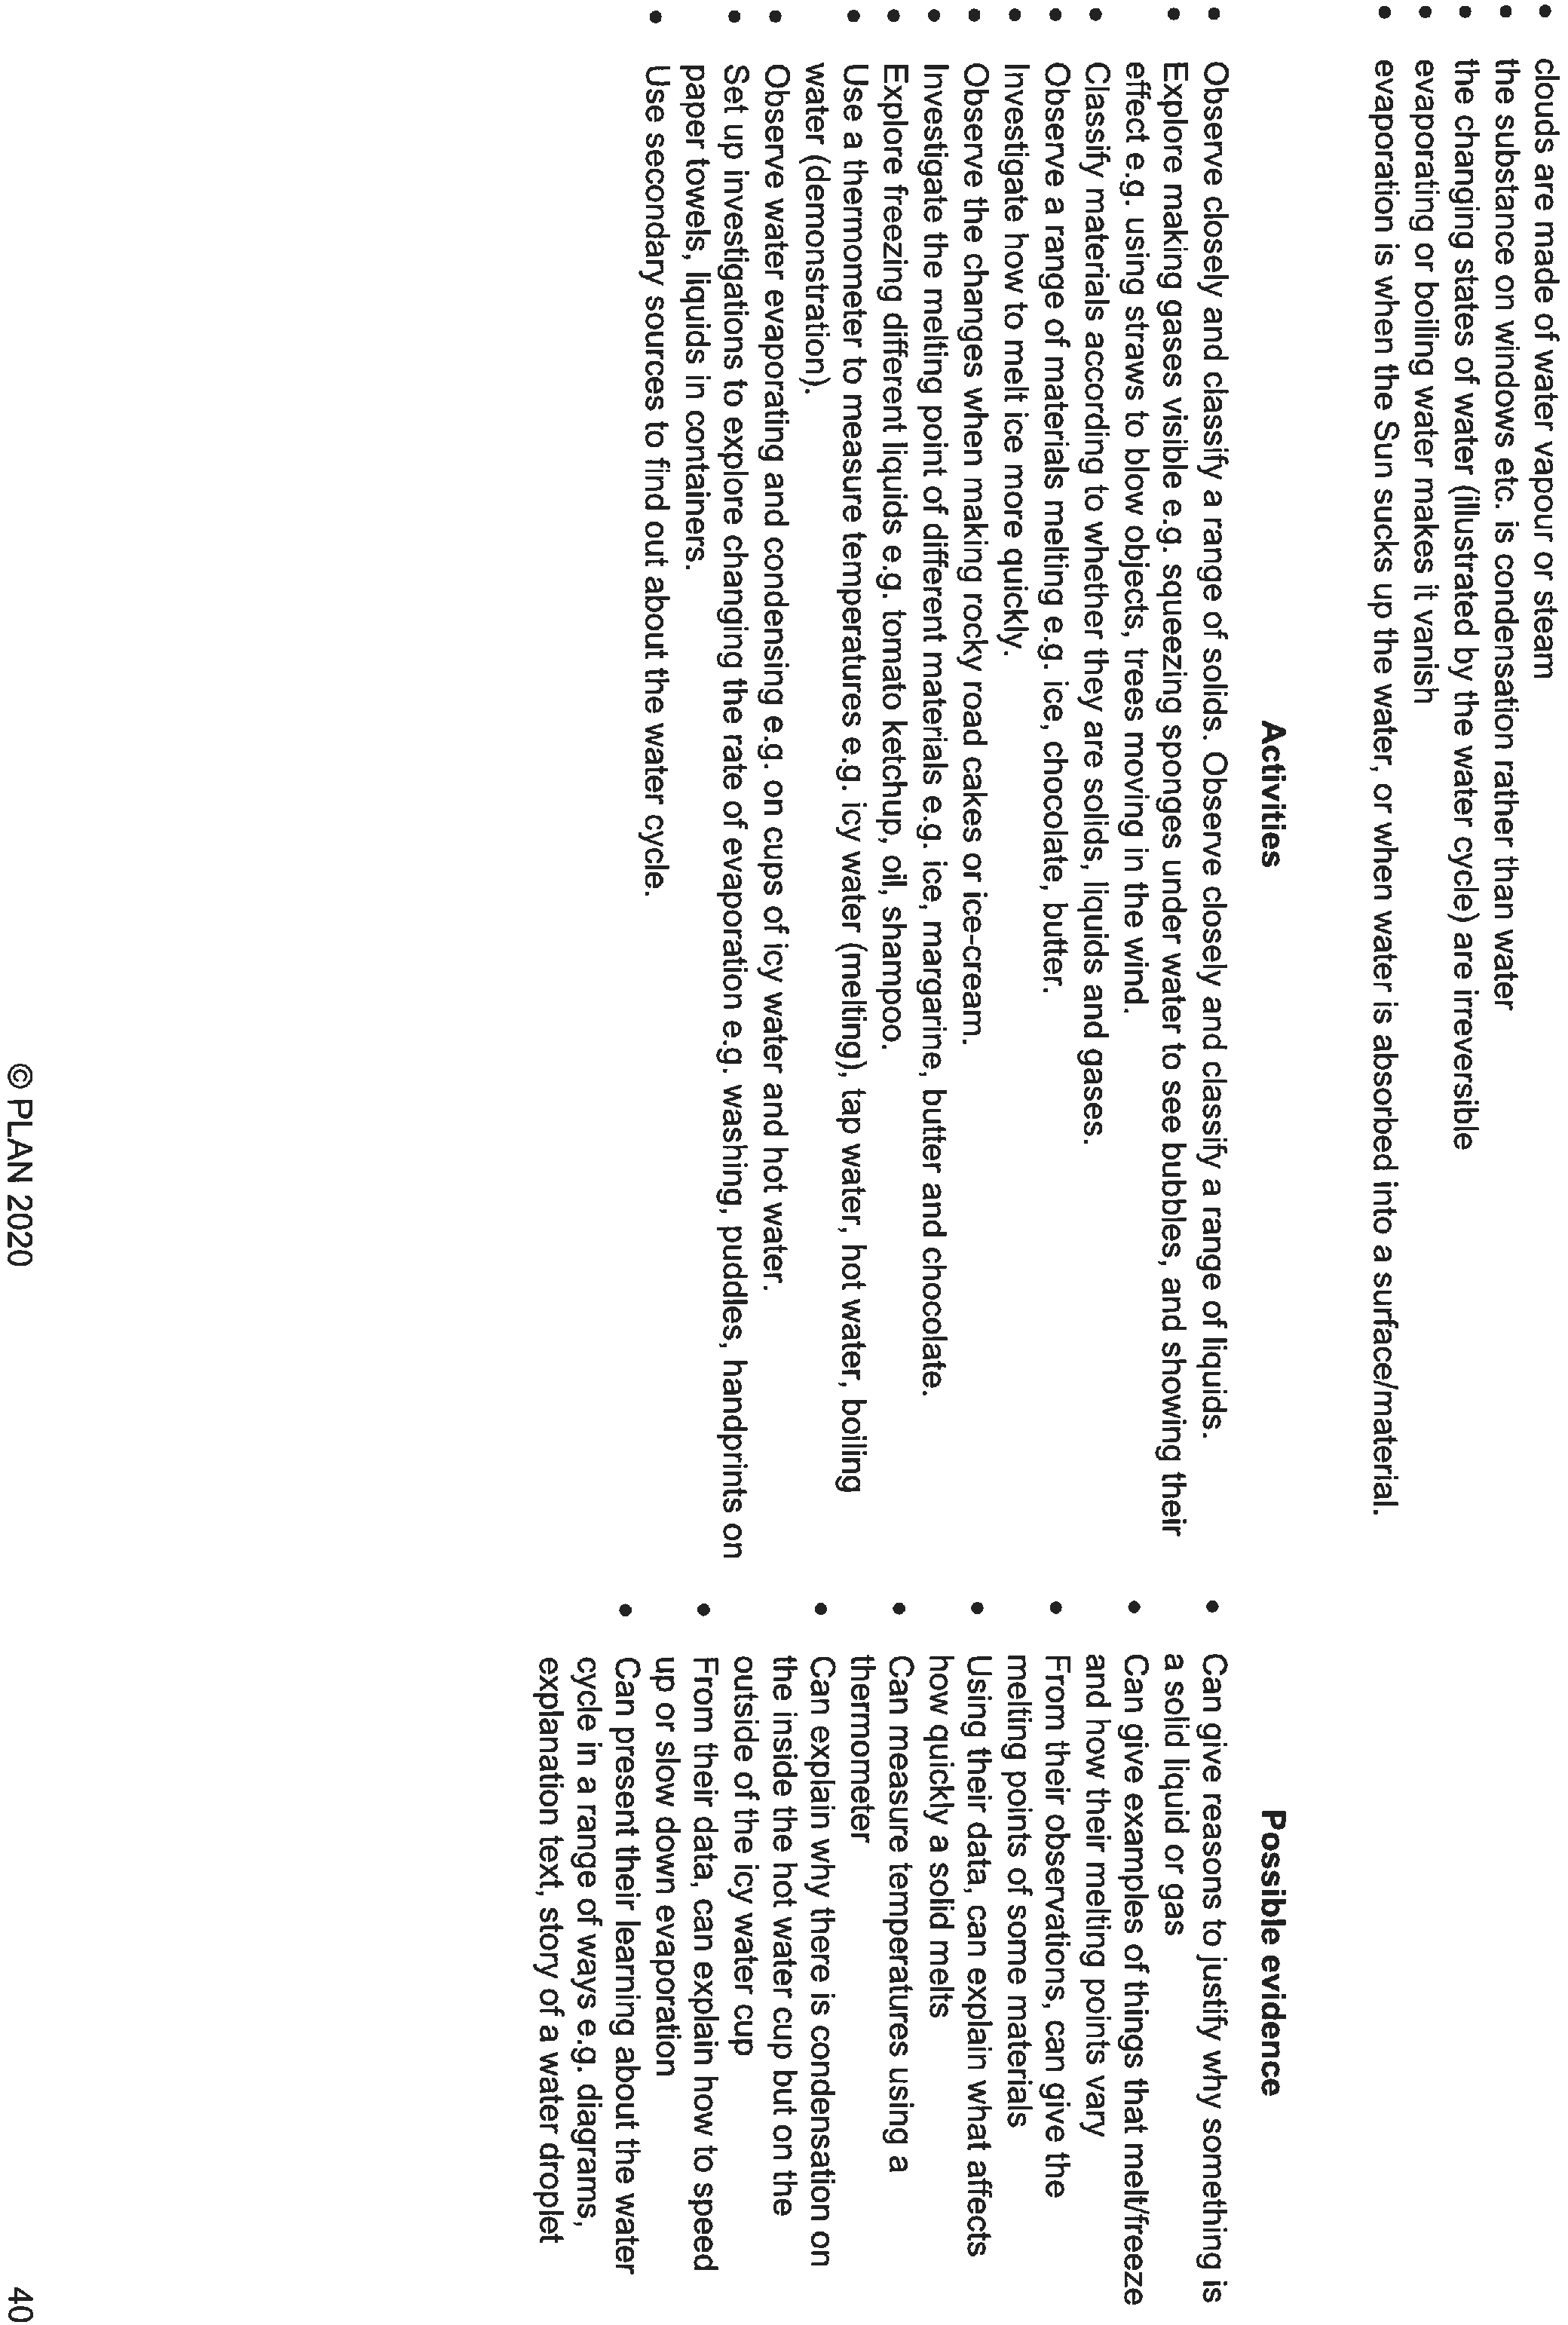 • clouds are made of water vapour or steam
• the substance on windows etc. is condensation rather than water
• the changing states of water (illustrated by the water cycle) are irreversible
• evaporating or boiling water makes it vanish
• evaporation is when the Sun sucks up the water, or when water is absorbed into a surface/material.
Activities
• Observe closely and classify a range of solids. Observe closely and classify a range of liquids.
• Explore making gases visible e.g. squeezing sponges under water to see bubbles, and showing their
effect e.g. using straws to blow objects, trees moving in the wind.
• Classify materials according to whether they are solids, liquids and gases.
• Observe a range of materials melting e.g. ice, chocolate, butter.
• Investigate how to melt ice more quickly.
• Observe the changes when making rocky road cakes or ice-cream.
• Investigate the melting point of different materials e.g. ice, margarine, butter and chocolate.
• Explore freezing different liquids e.g. tomato ketchup, oil, shampoo.
• Use a thermometer to measure temperatures e.g. icy water (melting), tap water, hot water, boiling
water (demonstration).
• Observe water evaporating and condensing e.g. on cups of icy water and hot water.
• Set up investigations to explore changing the rate of evaporation e.g. washing, puddles, handprints on
paper towels, liquids in containers.
• Use secondary sources to find out about the water cycle.
Possible evidence
• Can give reasons to justify why something is
a solid liquid or gas
• Can give examples of things that melt/freeze
and how their melting points vary
• From their observations, can give the
melting points of some materials
• Using their data, can explain what affects
how quickly a solid melts
• Can measure temperatures using a
thermometer
• Can explain why there is condensation on
the inside the hot water cup but on the
outside of the icy water cup
• From their data, can explain how to speed
up or slow down evaporation
• Can present their learning about the water
cycle in a range of ways e.g. diagrams,
explanation text, story of a water droplet
© PLAN 2020
40